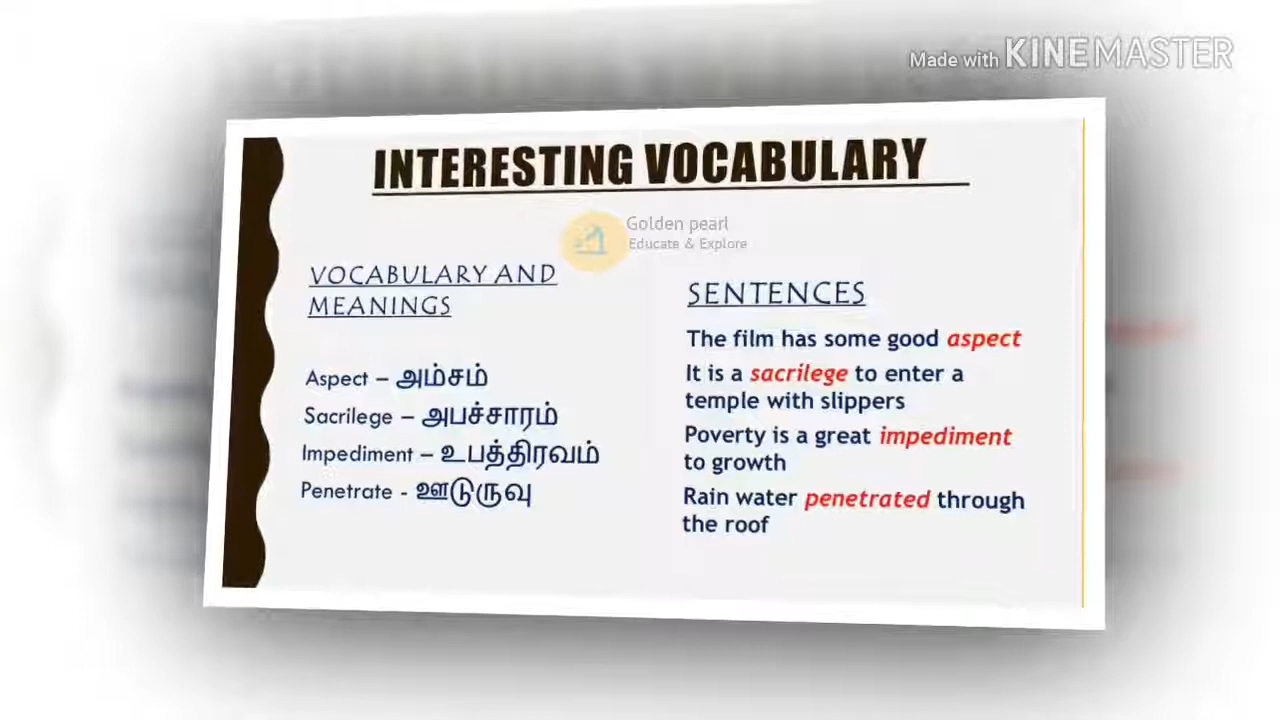 Made with KINEMASTER
INTERESTING VOCABULARY
Golden pearl
Educate & Explore
VOCABULARY AND
MEANINGS
Aspect – அம்சம்
Sacrilege – அபச்சாரம்
Impediment – உபத்திரவம்
Penetrate - ஊடுருவு
SENTENCES
The film has some good aspect
It is a sacrilege to enter a
temple with slippers
Poverty is a great impediment
to growth
Rain water penetrated through
the roof